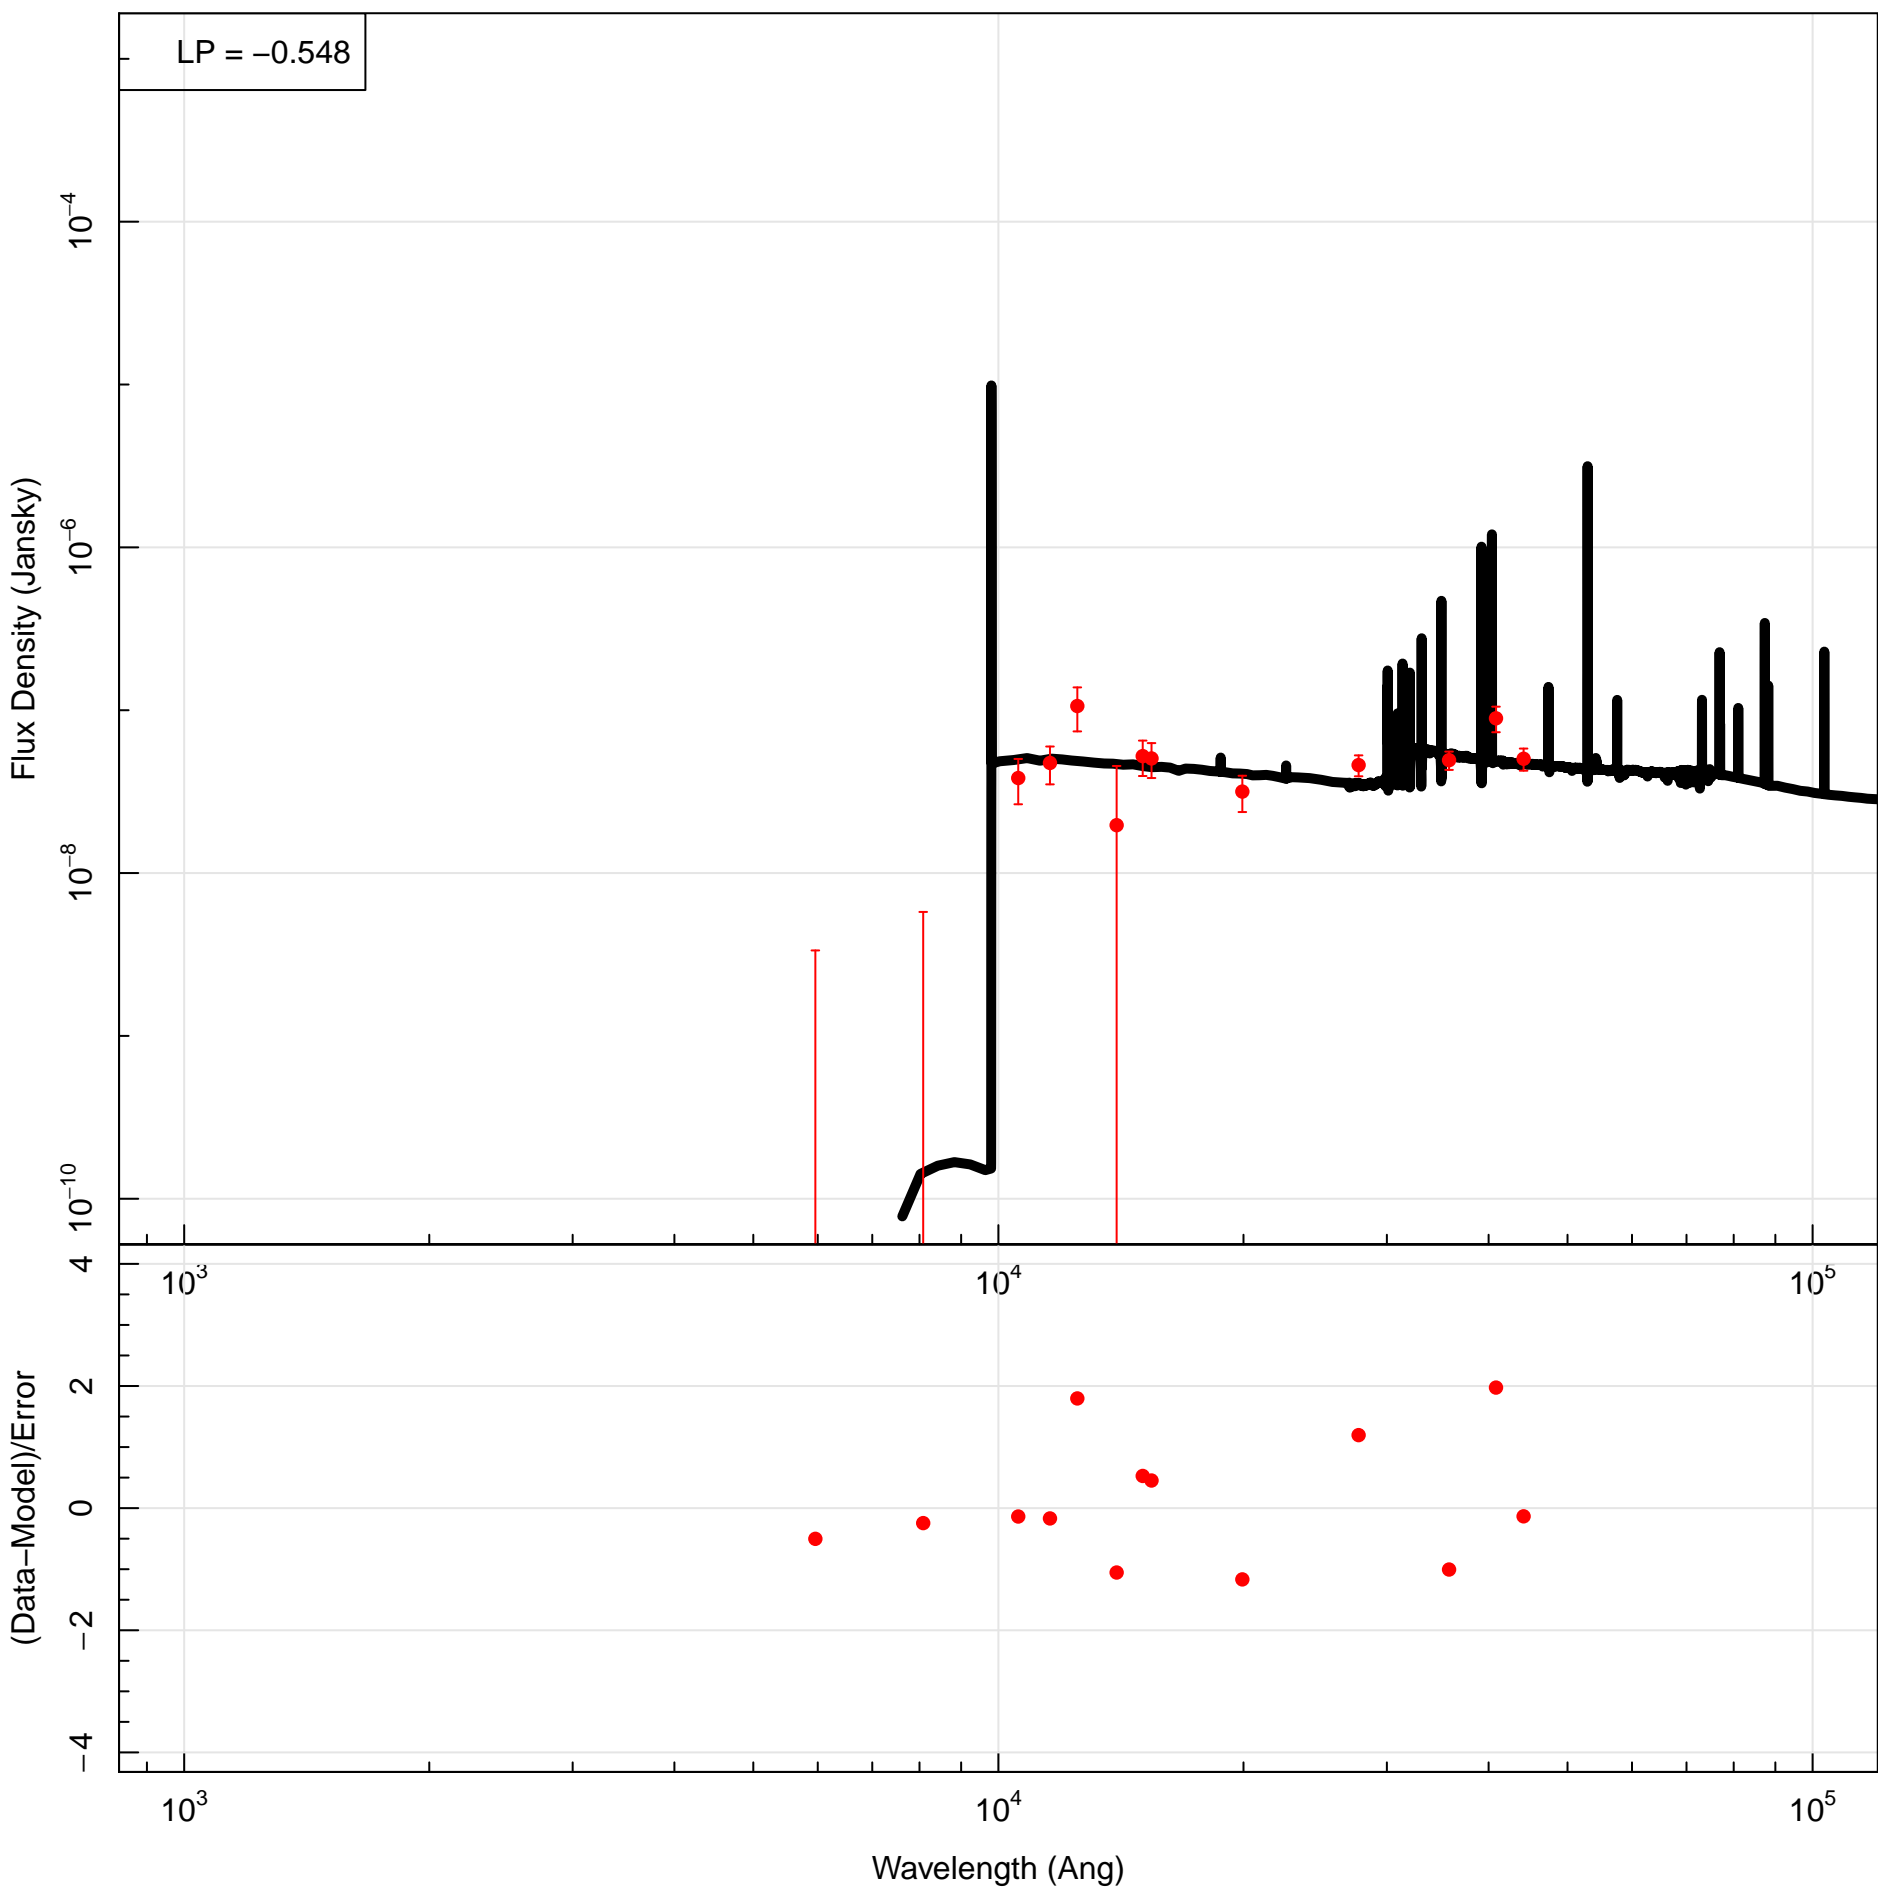 LP = −0.548
Flux Density (Jansky)
10⁻⁴
10⁻⁶
10⁻⁸
10⁻¹⁰
10³ 10⁴ 10⁵
(Data−Model)/Error
4
2
0
−2
−4
10³ 10⁴ 10⁵
Wavelength (Ang)